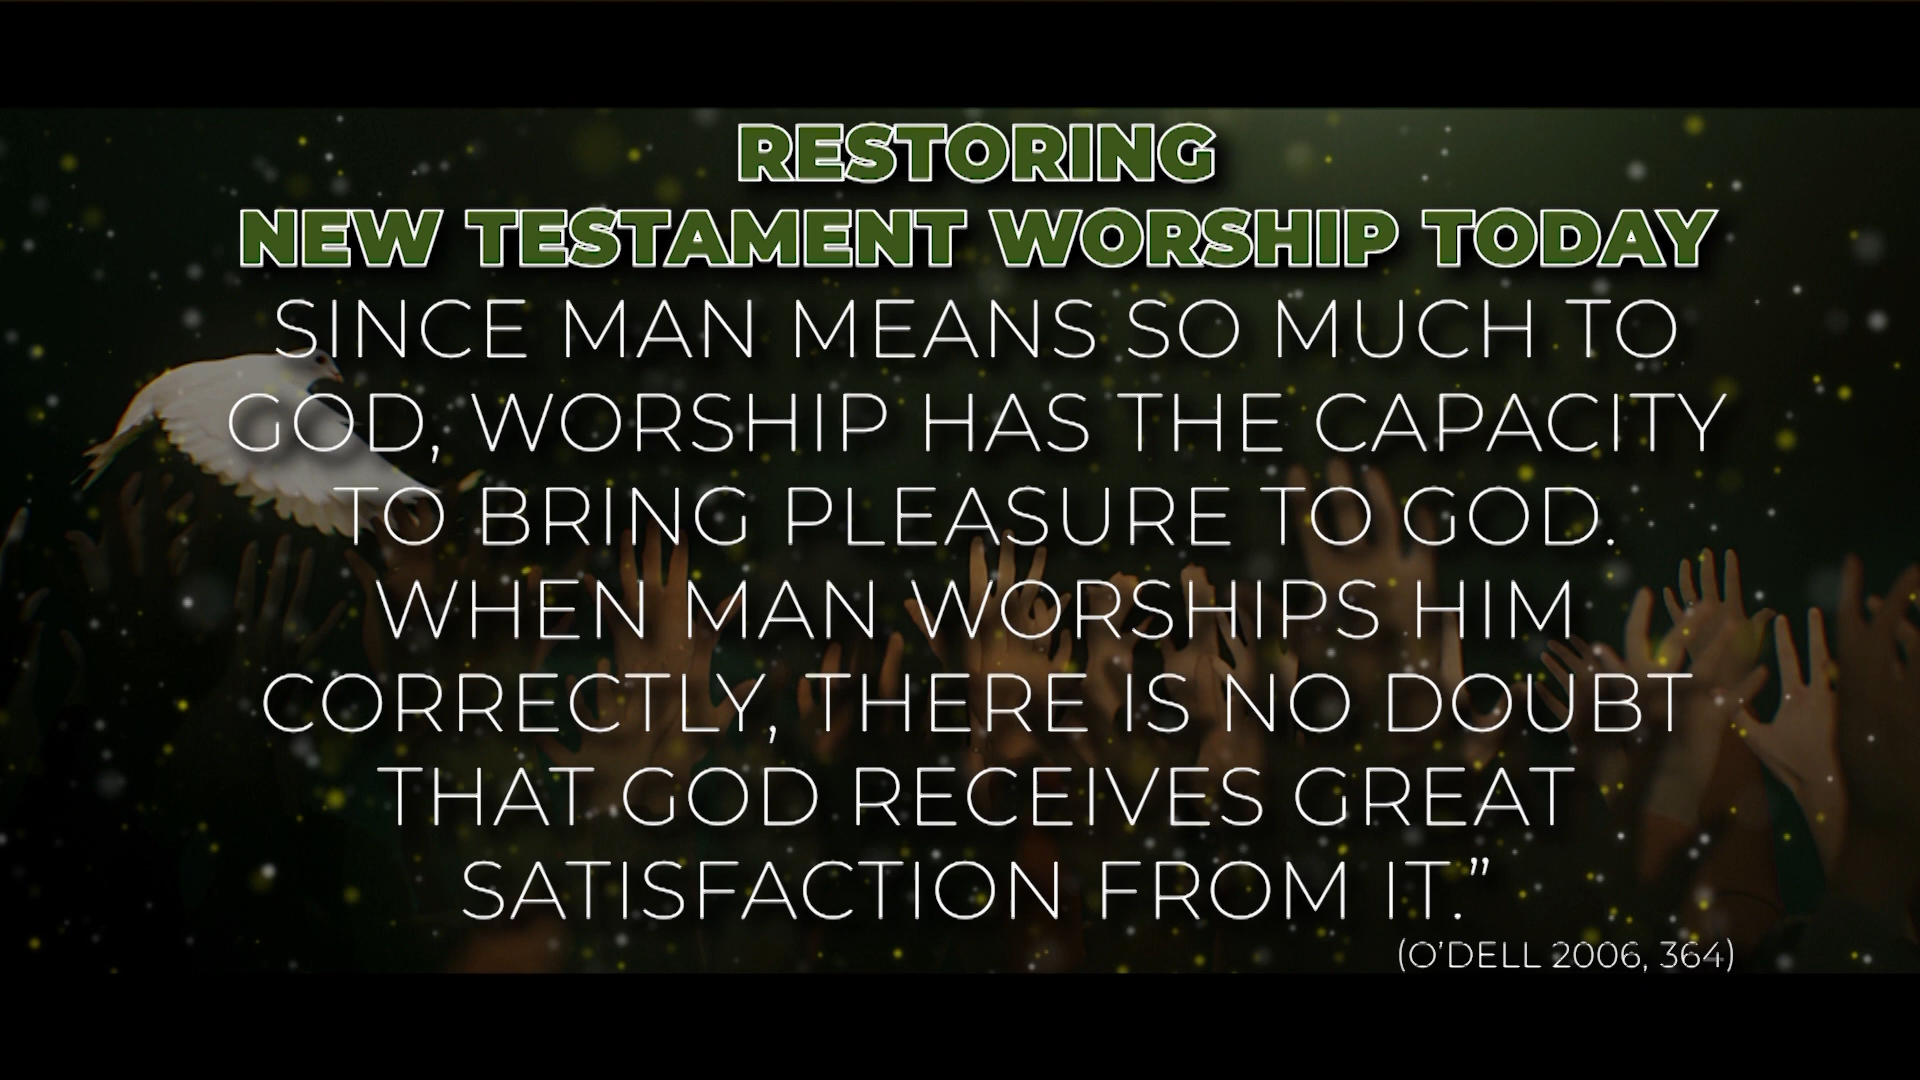 RESTORING
NEW TESTAMENT WORSHIP TODAY
SINCE MAN MEANS SO MUCH TO
GOD, WORSHIP HAS THE CAPACITY
TO BRING PLEASURE TO GOD.
WHEN MAN WORSHIPS HIM
CORRECTLY, THERE IS NO DOUBT
THAT GOD RECEIVES GREAT
SATISFACTION FROM IT.”
(O’DELL 2006, 364)